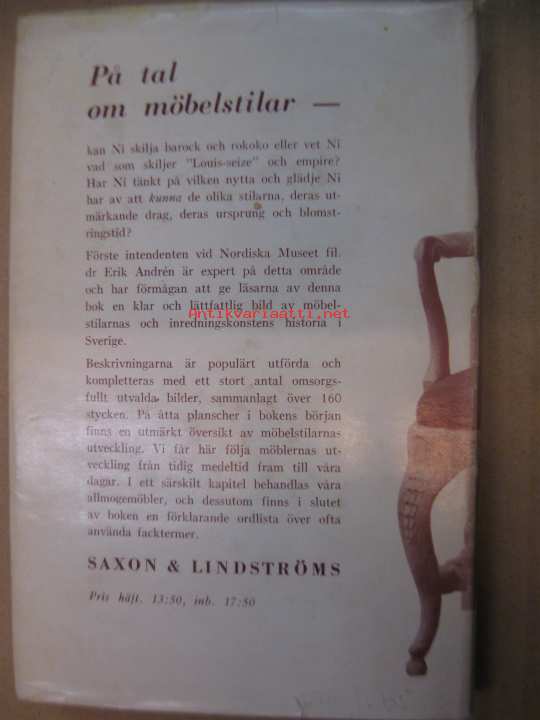 På tal
om möbelstilar —
kan Ni skilja barock och rokoko eller vet Ni
vad som skiljer "Louis-seize" och empire?
Har Ni tänkt på vilken nytta och glädje Ni
har av att kunna de olika stilarna, deras ut-
märkande drag, deras ursprung och blomst-
ringstid?
Förste intendenten vid Nordiska Museet fil.
dr Erik Andrén är expert på detta område
och har förmågan att ge läsarna av denna
bok en klar och lättfattlig bild av möbel-
Antikvariaatti.net
stilarnas och inredningskonstens historia i
Sverige.
Beskrivningarna är populärt utförda och
kompletteras med ett stort antal omsorgs-
fullt utvalda bilder, sammanlagt över 160
stycken. På åtta planscher i bokens början
finns en utmärkt översikt av möbelstilarnas
utveckling. Vi får här följa möblernas ut-
veckling från tidig medeltid fram till våra
dagar. I ett särskilt kapitel behandlas våra
allmogemöbler, och dessutom finns i slutet
av boken en förklarande ordlista över ofta
använda facktermer.
SAXON & LINDSTRÖMS
Pris häft. 13:50, inb. 17:50